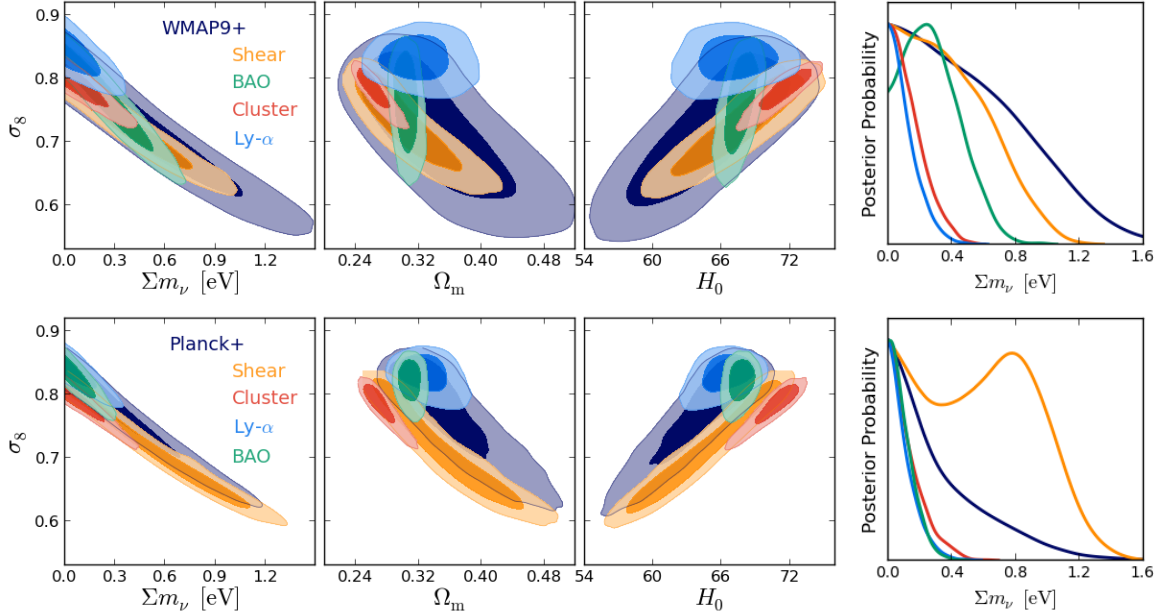 0.9
0.8
0.7
0.6
σ8
WMAP9+
Shear
BAO
Cluster
Ly-α
0.0 0.3 0.6 0.9 1.2
Σmν [eV]
0.24 0.32 0.40 0.48
Ωm
54 60 66 72
H0
Posterior Probability
0.0 0.4 0.8 1.2 1.6
Σmν [eV]
0.9
0.8
0.7
0.6
σ8
Planck+
Shear
Cluster
Ly-α
BAO
0.0 0.3 0.6 0.9 1.2
Σmν [eV]
0.24 0.32 0.40 0.48
Ωm
54 60 66 72
H0
Posterior Probability
0.0 0.4 0.8 1.2 1.6
Σmν [eV]